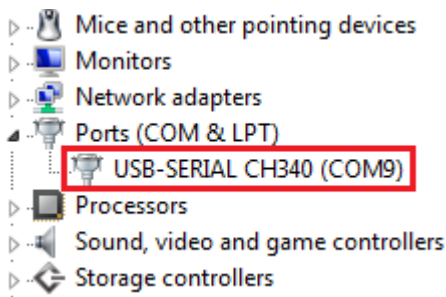 Mice and other pointing devices
Monitors
Network adapters
Ports (COM & LPT)
USB-SERIAL CH340 (COM9)
Processors
Sound, video and game controllers
Storage controllers